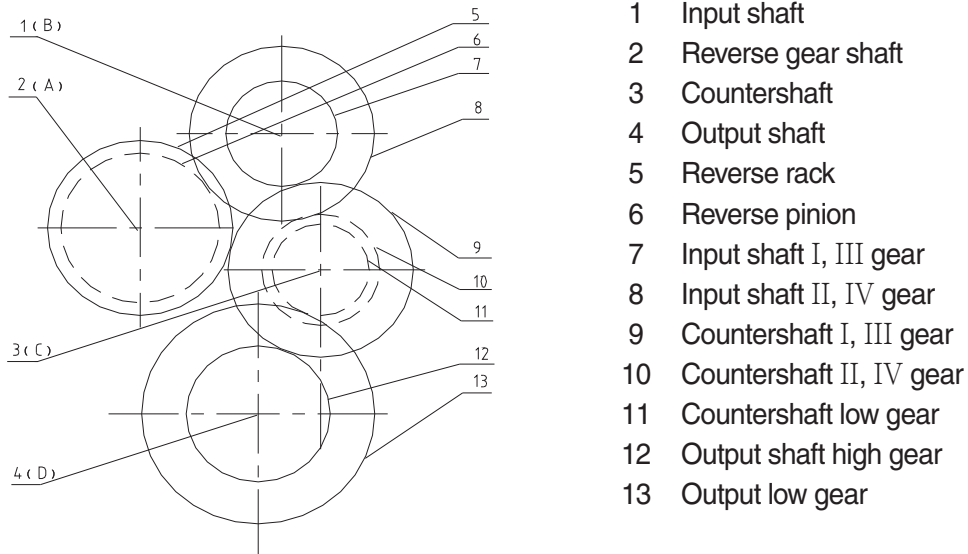 1(B)
2(A)
3(C)
4(D)
5
6
7
8
9
10
11
12
13
1 Input shaft
2 Reverse gear shaft
3 Countershaft
4 Output shaft
5 Reverse rack
6 Reverse pinion
7 Input shaft I, III gear
8 Input shaft II, IV gear
9 Countershaft I, III gear
10 Countershaft II, IV gear
11 Countershaft low gear
12 Output shaft high gear
13 Output low gear